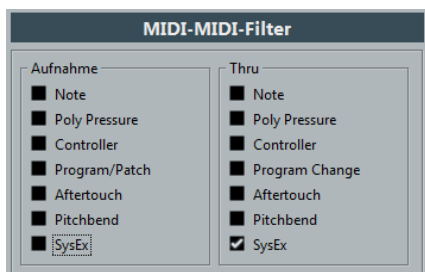 MIDI-MIDI-Filter
Aufnahme
Note
Poly Pressure
Controller
Program/Patch
Aftertouch
Pitchbend
SysEx
Thru
Note
Poly Pressure
Controller
Program Change
Aftertouch
Pitchbend
SysEx